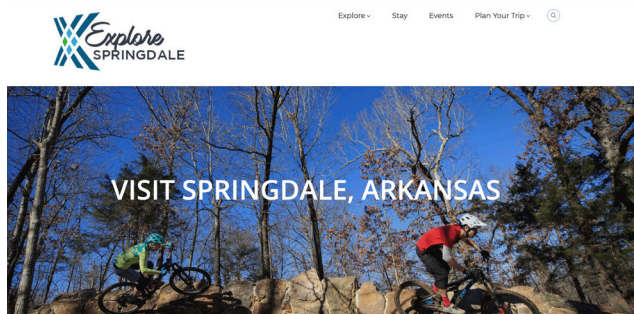 Explore
Stay
Events
Plan Your Trip
Explore
SPRINGDALE
VISIT SPRINGDALE, ARKANSAS